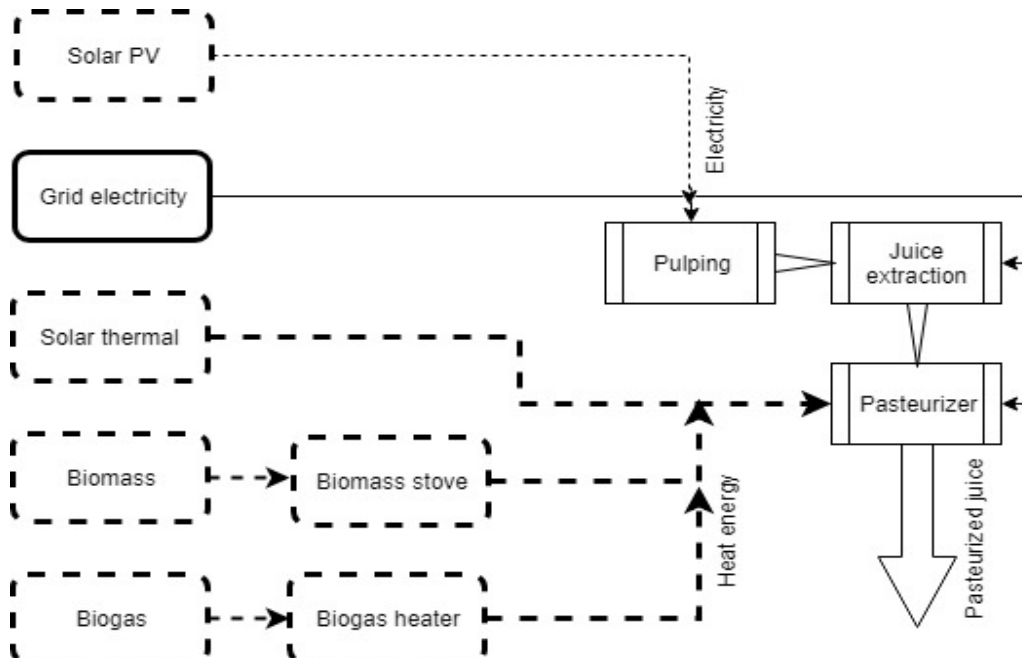 Solar PV
Electricity
Grid electricity
Pulping
Juice
extraction
Solar thermal
Pasteurizer
Biomass
Biomass stove
Heat energy
Pasteurized juice
Biogas
Biogas heater